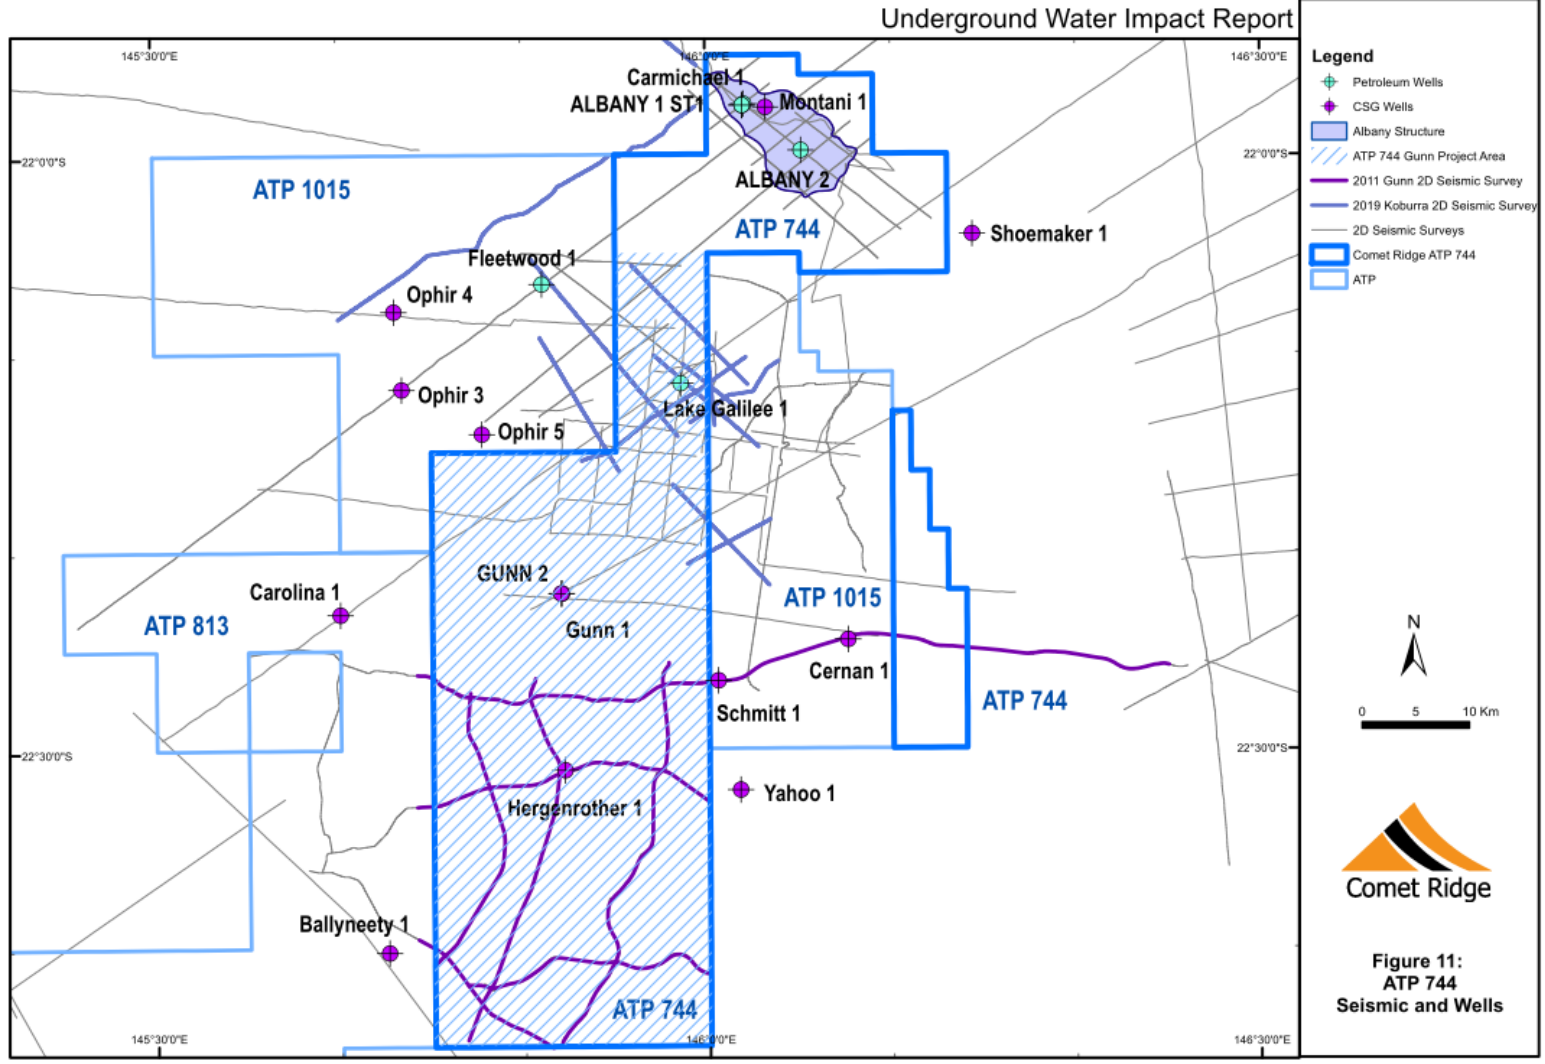 Underground Water Impact Report
145°30'0"E
146°0'0"E
146°30'0"E
Carmichael 1
ALBANY 1 ST1
Montani 1
22°0'0"S
22°0'0"S
ATP 1015
ALBANY 2
ATP 744
Shoemaker 1
Fleetwood 1
Ophir 4
Ophir 3
Lake Galilee 1
Ophir 5
GUNN 2
Carolina 1
ATP 1015
ATP 813
Gunn 1
Cernan 1
Schmitt 1
ATP 744
22°30'0"S
22°30'0"S
Yahoo 1
Hergenrother 1
Ballyneety 1
ATP 744
145°30'0"E
146°0'0"E
146°30'0"E
Legend
Petroleum Wells
CSG Wells
Albany Structure
ATP 744 Gunn Project Area
2011 Gunn 2D Seismic Survey
2019 Koburra 2D Seismic Survey
2D Seismic Surveys
Comet Ridge ATP 744
ATP
N
0 5 10 Km
Comet Ridge
Figure 11:
ATP 744
Seismic and Wells